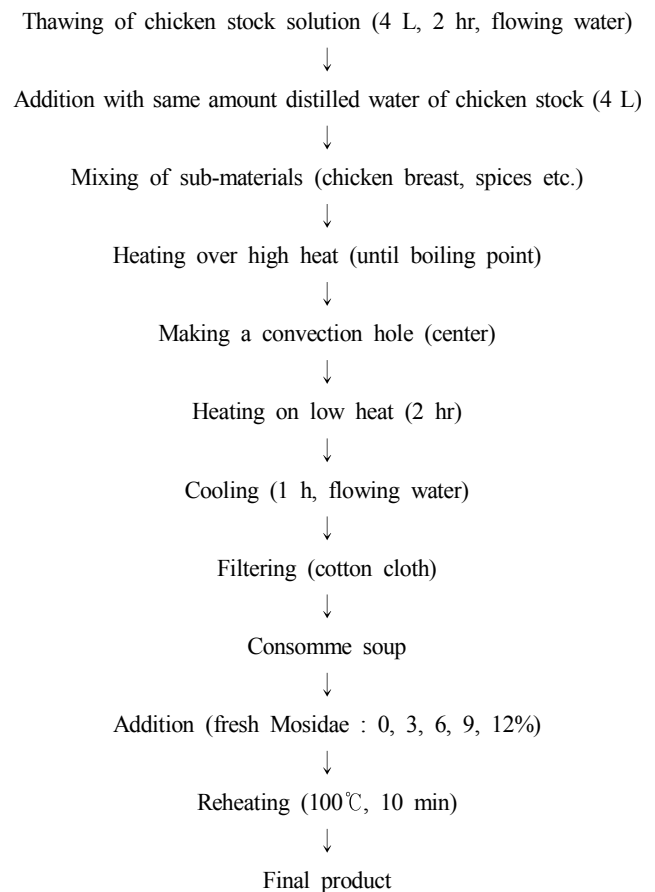 Thawing of chicken stock solution (4 L, 2 hr, flowing water)
↓
Addition with same amount distilled water of chicken stock (4 L)
↓
Mixing of sub-materials (chicken breast, spices etc.)
↓
Heating over high heat (until boiling point)
↓
Making a convection hole (center)
↓
Heating on low heat (2 hr)
↓
Cooling (1 h, flowing water)
↓
Filtering (cotton cloth)
↓
Consomme soup
↓
Addition (fresh Mosidae : 0, 3, 6, 9, 12%)
↓
Reheating (100℃, 10 min)
↓
Final product